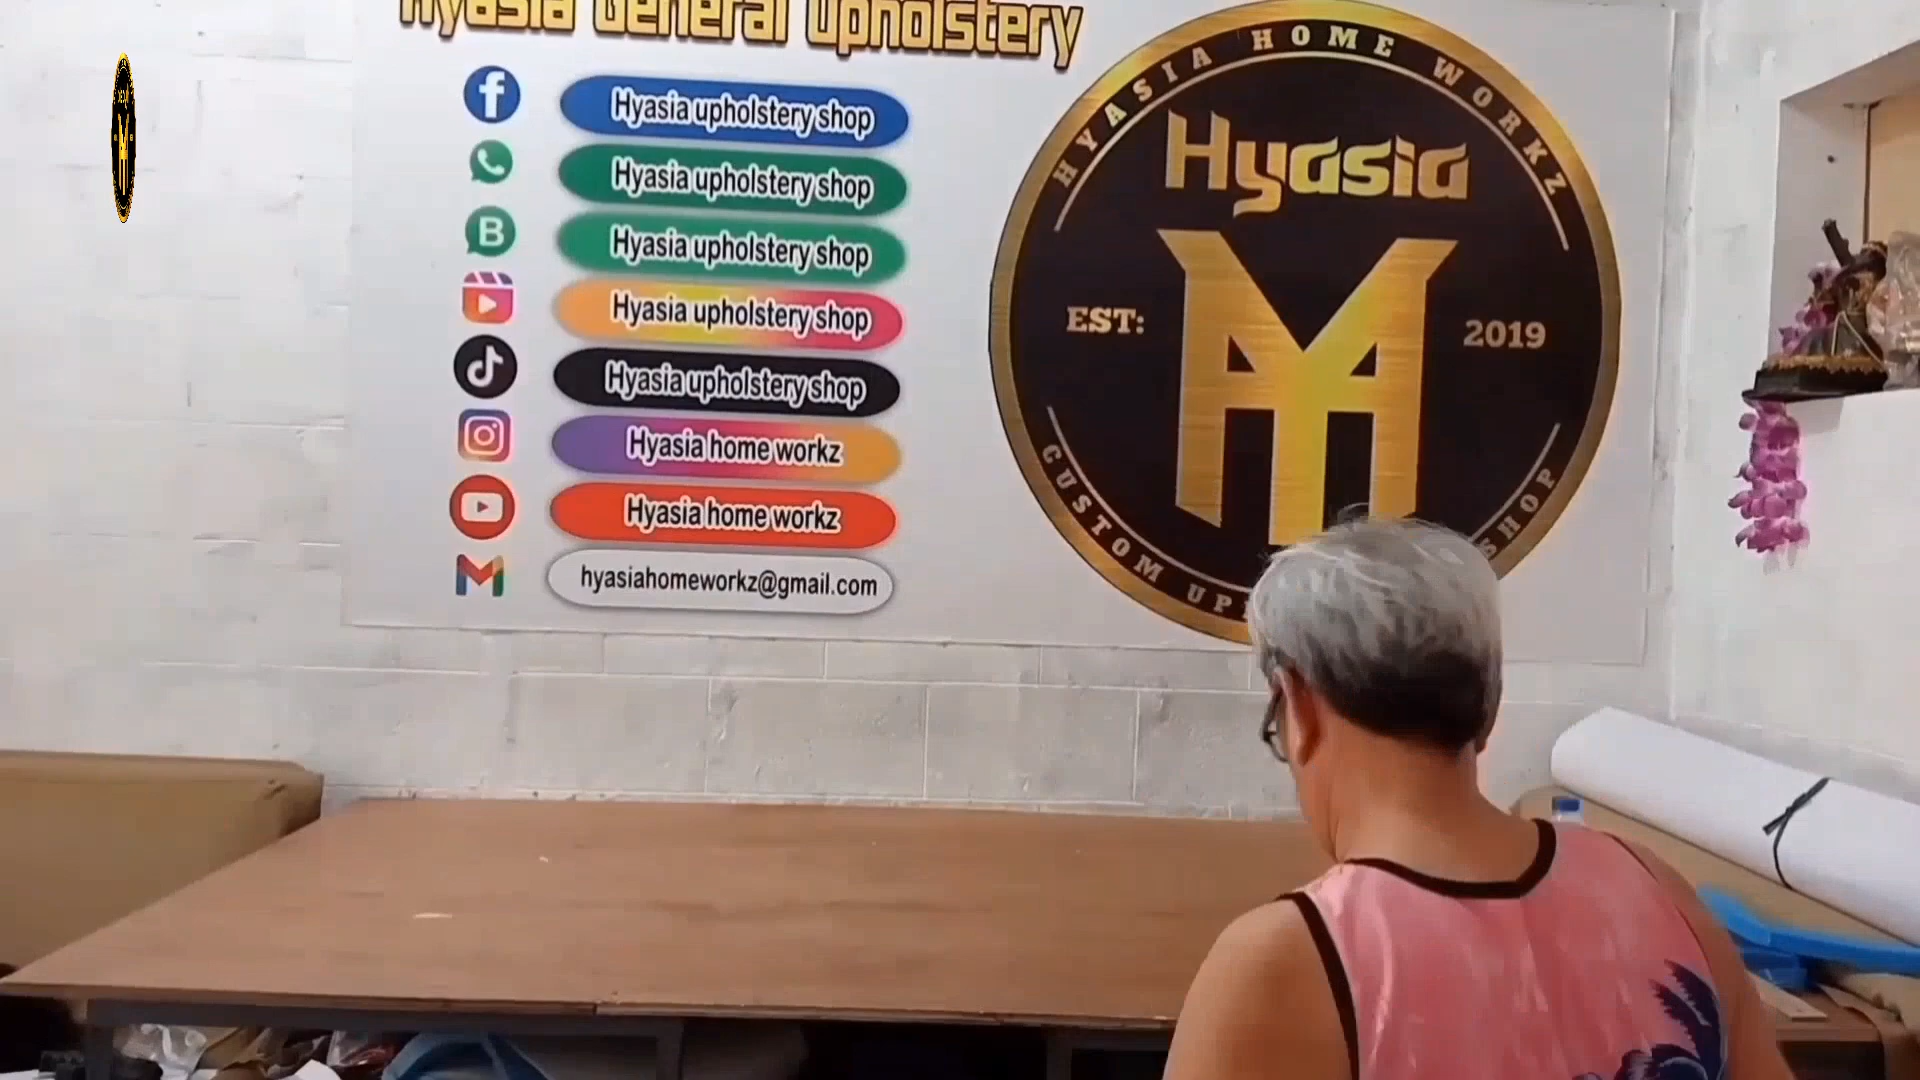 Hyasia General Upholstery
Hyasia upholstery shop
Hyasia upholstery shop
Hyasia upholstery shop
Hyasia upholstery shop
Hyasia upholstery shop
Hyasia home workz
Hyasia home workz
hyasiahomeworkz@gmail.com
HYASIA HOME WORKZ
Hyasia
EST: 2019
CUSTOM UP
SHOP